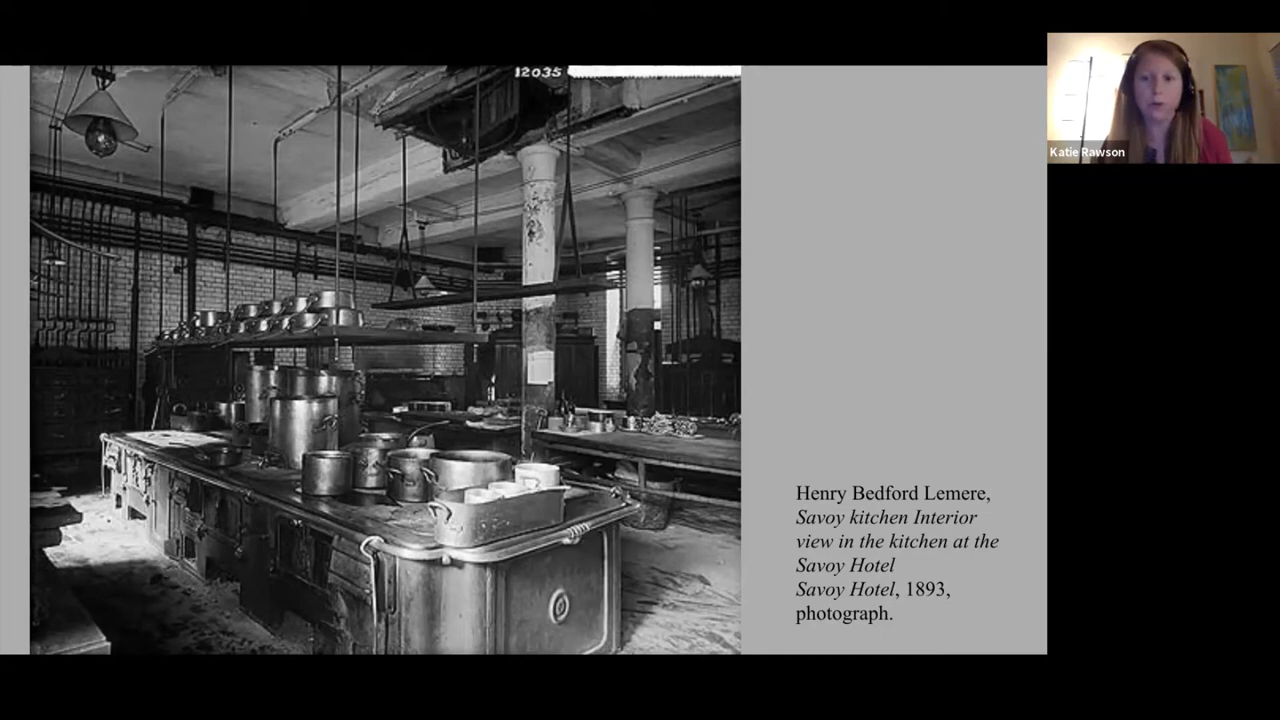 12035
Katie Rawson
Henry Bedford Lemere,
Savoy kitchen Interior
view in the kitchen at the
Savoy Hotel
Savoy Hotel, 1893,
photograph.